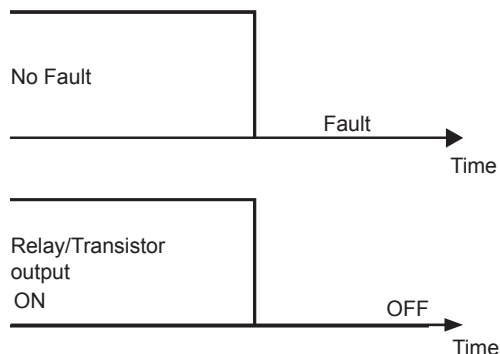 No Fault
Fault
Time
Relay/Transistor
output
ON
OFF
Time